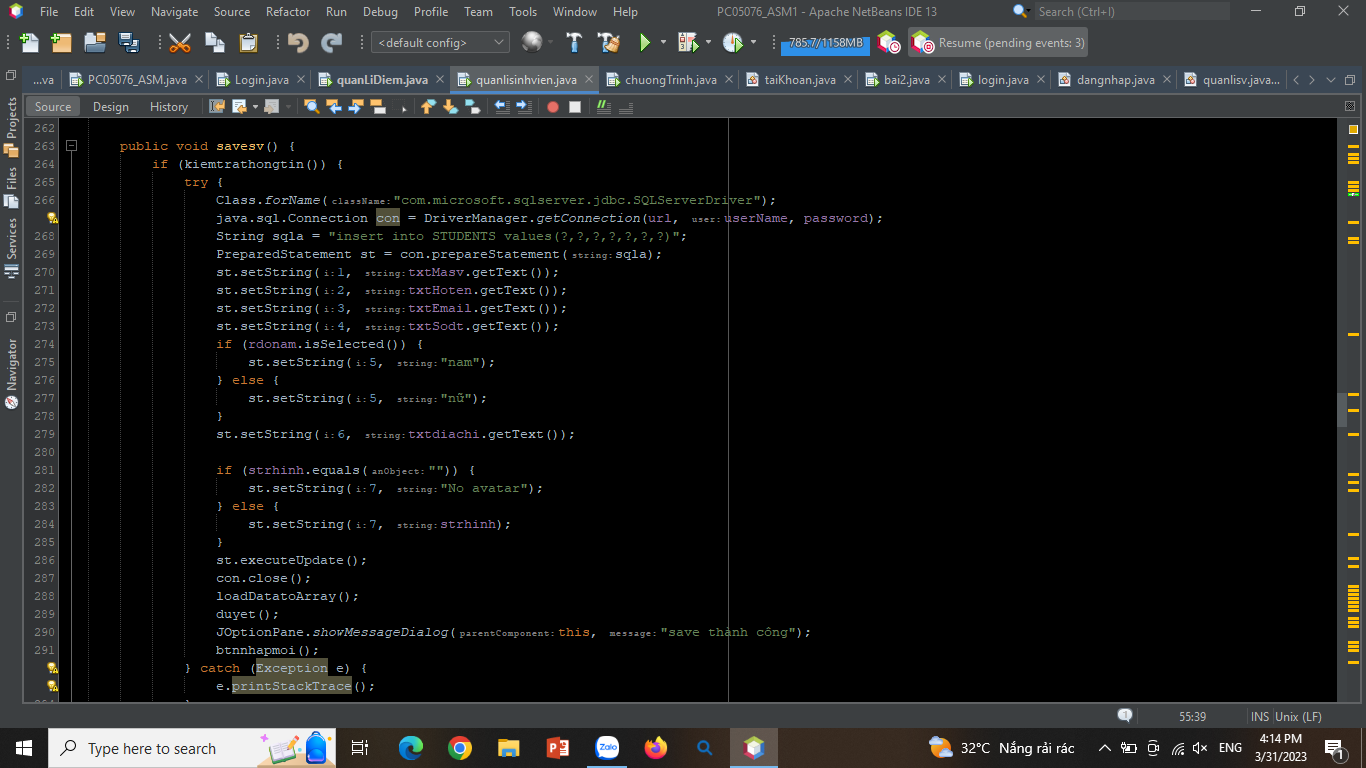 File Edit View Navigate Source Refactor Run Debug Profile Team Tools Window Help PC05076_ASM1 - Apache NetBeans IDE 13 Search (Ctrl+I)
<default config> 785.7/1158MB Resume (pending events: 3)
...va PC05076_ASM.java Login.java quanLiDiem.java quanlisinhvien.java chuongTrinh.java taiKhoan.java bai2.java login.java dangnhap.java quanlisv.java...
Source Design History
Projects
Files
Services
Navigator
262
263 public void savesv() {
264 if (kiemtrathongtin()) {
265 try {
266 Class.forName(className:"com.microsoft.sqlserver.jdbc.SQLServerDriver");
java.sql.Connection con = DriverManager.getConnection(url, user:userName, password);
268 String sqla = "insert into STUDENTS values(?,?,?,?,?,?,?)";
269 PreparedStatement st = con.prepareStatement(string:sqla);
270 st.setString(i:1, string:txtMasv.getText());
271 st.setString(i:2, string:txtHoten.getText());
272 st.setString(i:3, string:txtEmail.getText());
273 st.setString(i:4, string:txtSodt.getText());
274 if (rdonam.isSelected()) {
275 st.setString(i:5, string:"nam");
276 } else {
277 st.setString(i:5, string:"nữ");
278 }
279 st.setString(i:6, string:txtdiachi.getText());
280
281 if (strhinh.equals(anObject:"")) {
282 st.setString(i:7, string:"No avatar");
283 } else {
284 st.setString(i:7, string:strhinh);
285 }
286 st.executeUpdate();
287 con.close();
288 loadDatatoArray();
289 duyet();
290 JOptionPane.showMessageDialog(parentComponent:this, message:"save thành công");
291 btnnhapmoi();
} catch (Exception e) {
e.printStackTrace();
1 55:39 INS Unix (LF)
Type here to search 32°C Nắng rải rác ENG 4:14 PM
3/31/2023 1